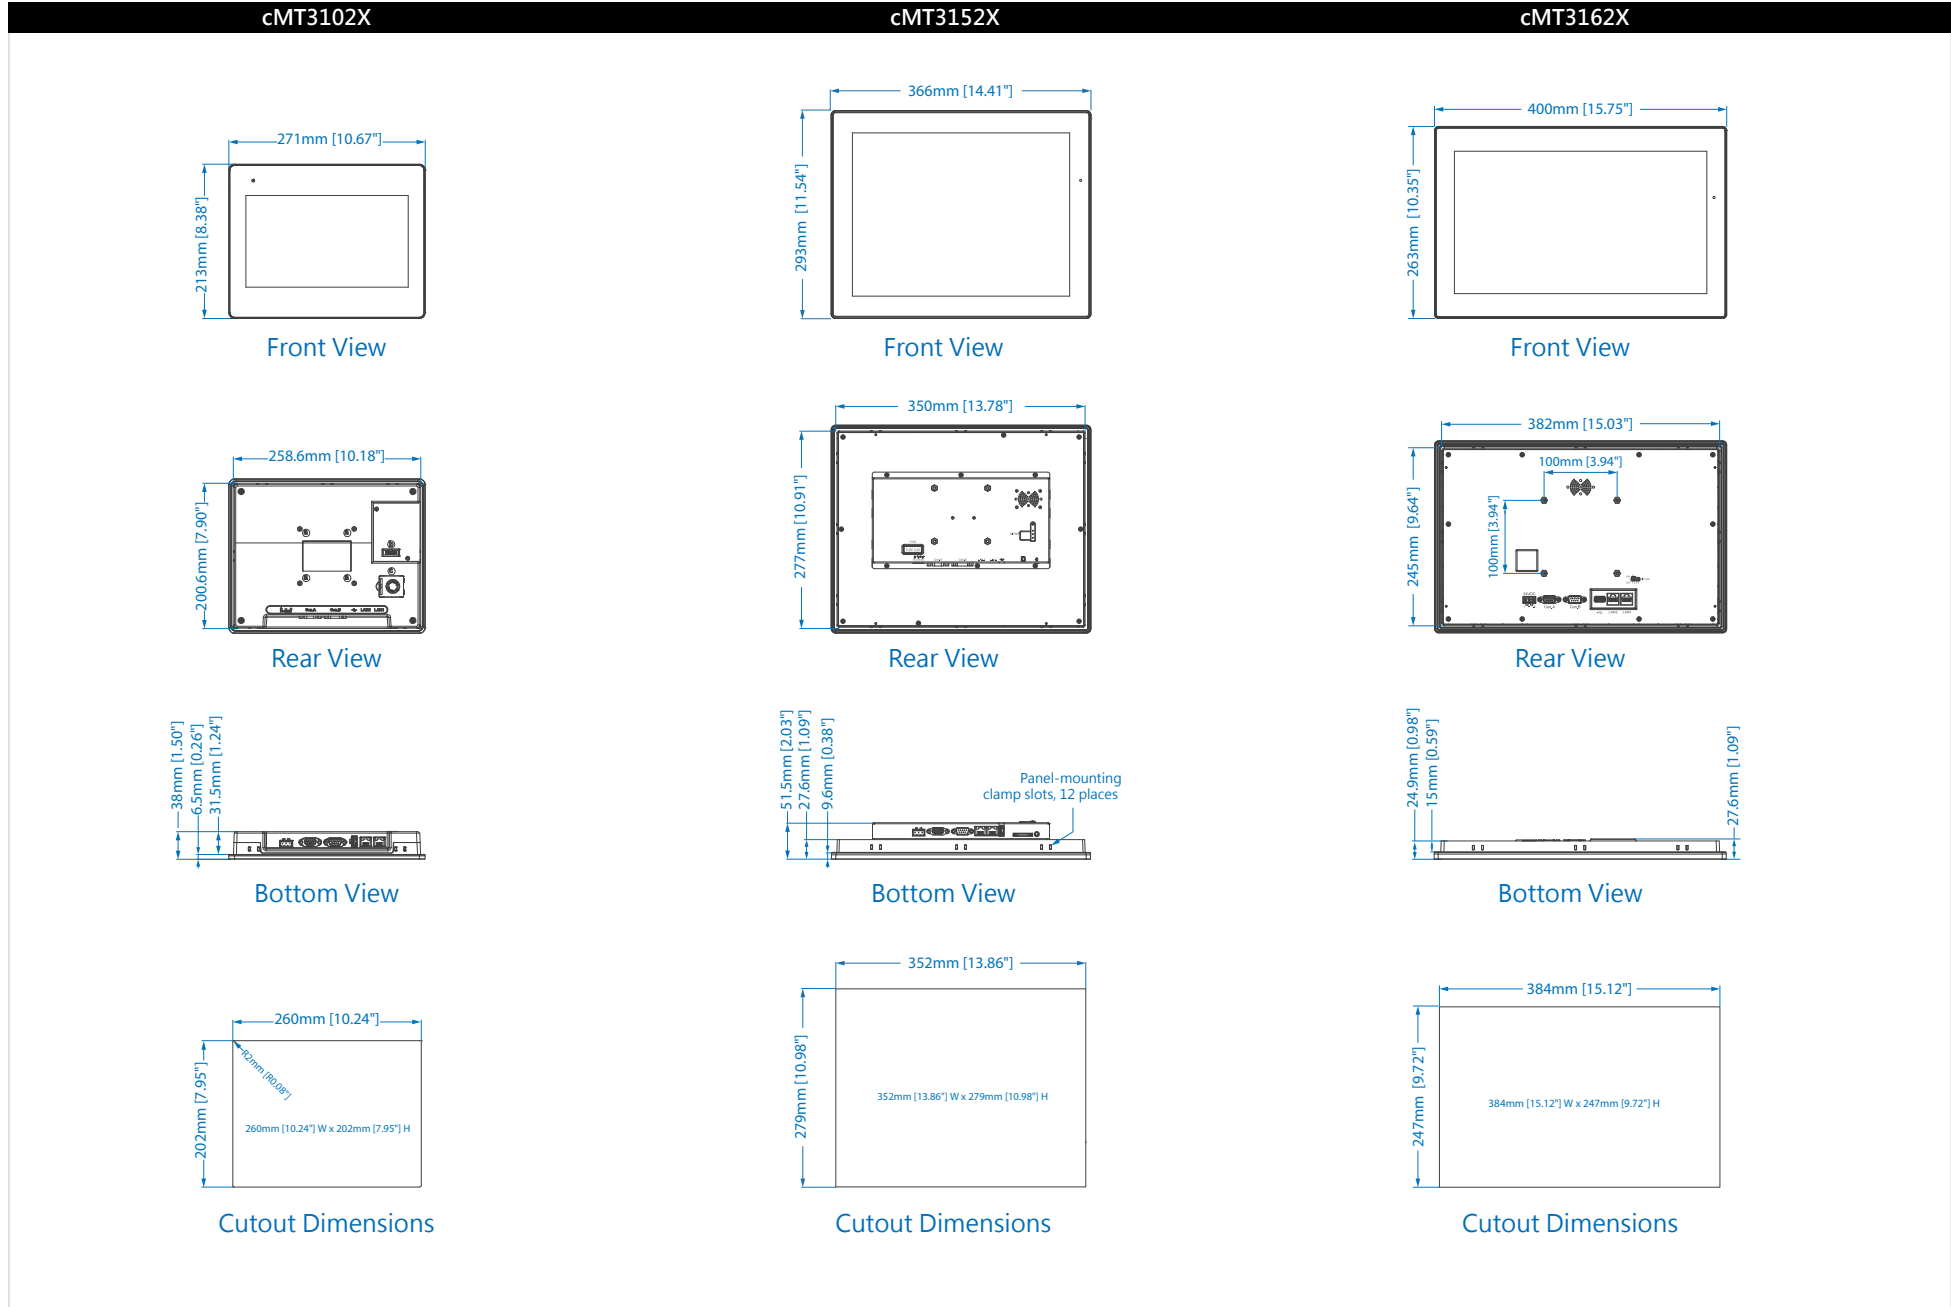 cMT3102X
cMT3152X
cMT3162X
271mm [10.67"]
213mm [8.38"]
Front View
366mm [14.41"]
293mm [11.54"]
Front View
400mm [15.75"]
263mm [10.35"]
Front View
258.6mm [10.18"]
200.6mm [7.90"]
Rear View
350mm [13.78"]
277mm [10.91"]
Rear View
382mm [15.03"]
245mm [9.64"]
100mm [3.94"]
100mm [3.94"]
Rear View
38mm [1.50"]
6.5mm [0.26"]
31.5mm [1.24"]
Bottom View
51.5mm [2.03"]
27.6mm [1.09"]
9.6mm [0.38"]
Panel-mounting
clamp slots, 12 places
Bottom View
24.9mm [0.98"]
15mm [0.59"]
27.6mm [1.09"]
Bottom View
260mm [10.24"]
202mm [7.95"]
R2mm [R0.08"]
260mm [10.24"] W x 202mm [7.95"] H
Cutout Dimensions
352mm [13.86"]
279mm [10.98"]
352mm [13.86"] W x 279mm [10.98"] H
Cutout Dimensions
384mm [15.12"]
247mm [9.72"]
384mm [15.12"] W x 247mm [9.72"] H
Cutout Dimensions